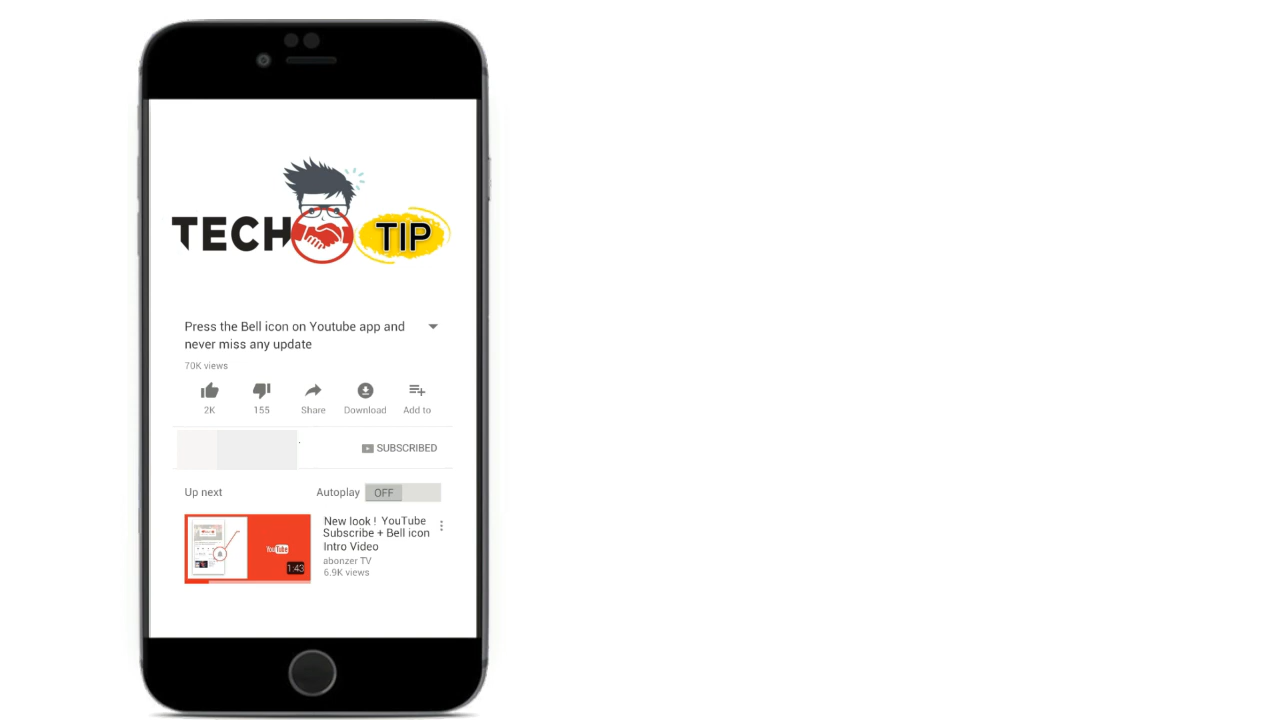 TECH TIP
Press the Bell icon on Youtube app and
never miss any update
70K views
2K 155 Share Download Add to
SUBSCRIBED
Up next Autoplay OFF
New look ! YouTube
Subscribe + Bell icon
Intro Video
abonzer TV
6.9K views
YouTube
1:43